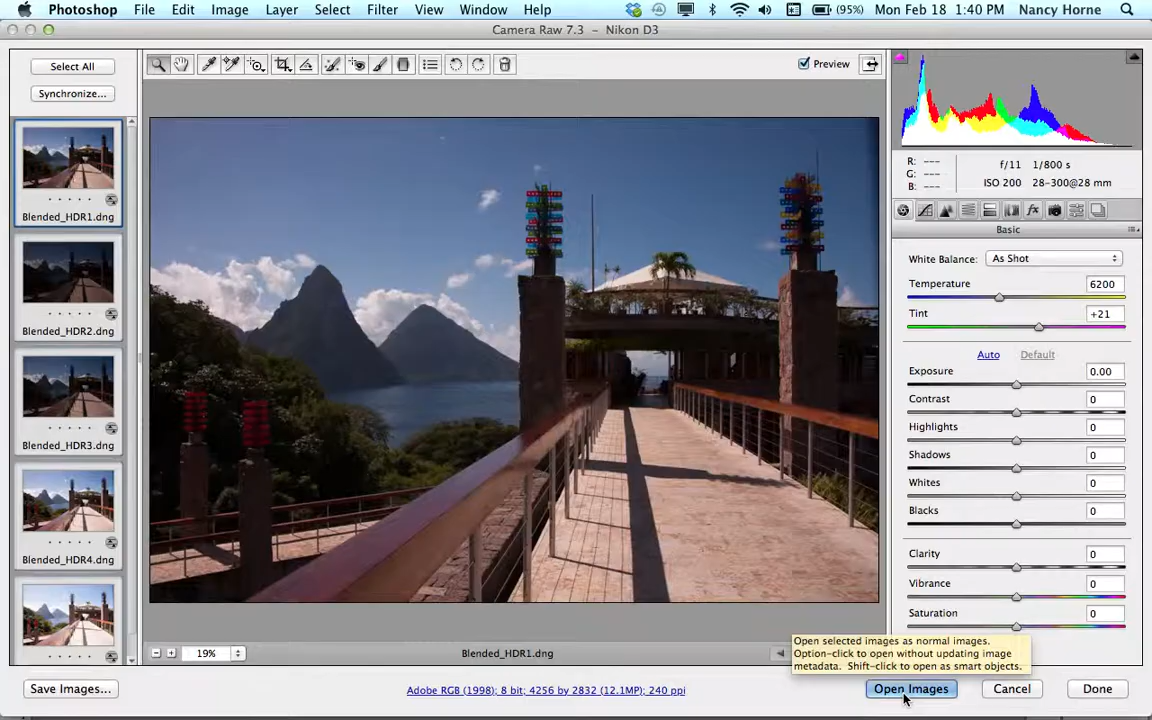 Photoshop File Edit Image Layer Select Filter View Window Help (95%) Mon Feb 18 1:40 PM Nancy Horne
Camera Raw 7.3 - Nikon D3
Select All
Synchronize...
Preview
Blended_HDR1.dng
Blended_HDR2.dng
Blended_HDR3.dng
Blended_HDR4.dng
R: ---
G: ---
B: ---
f/11 1/800 s
ISO 200 28-300@28 mm
Basic
White Balance: As Shot
Temperature 6200
Tint +21
Auto Default
Exposure 0.00
Contrast 0
Highlights 0
Shadows 0
Whites 0
Blacks 0
Clarity 0
Vibrance 0
Saturation 0
19%
Blended_HDR1.dng
Open selected images as normal images.
Option-click to open without updating image
metadata. Shift-click to open as smart objects.
Save Images...
Adobe RGB (1998); 8 bit; 4256 by 2832 (12.1MP); 240 ppi
Open Images
Cancel
Done